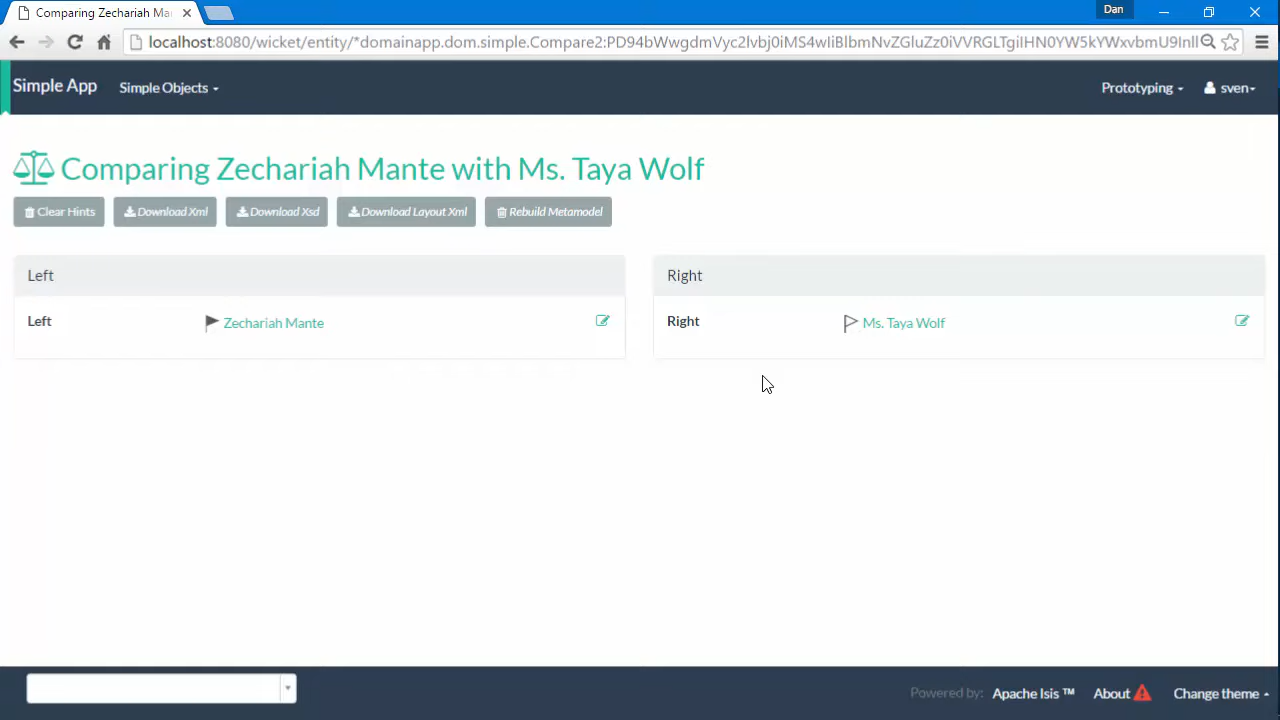 Comparing Zechariah Ma
Dan
localhost:8080/wicket/entity/*domainapp.dom.simple.Compare2:
Simple App
Simple Objects
Prototyping
sven
Comparing Zechariah Mante with Ms. Taya Wolf
Clear Hints
Download Xml
Download Xsd
Download Layout Xml
Rebuild Metamodel
Left
Right
Left
Zechariah Mante
Right
Ms. Taya Wolf
Powered by:
Apache Isis ™
About
Change theme